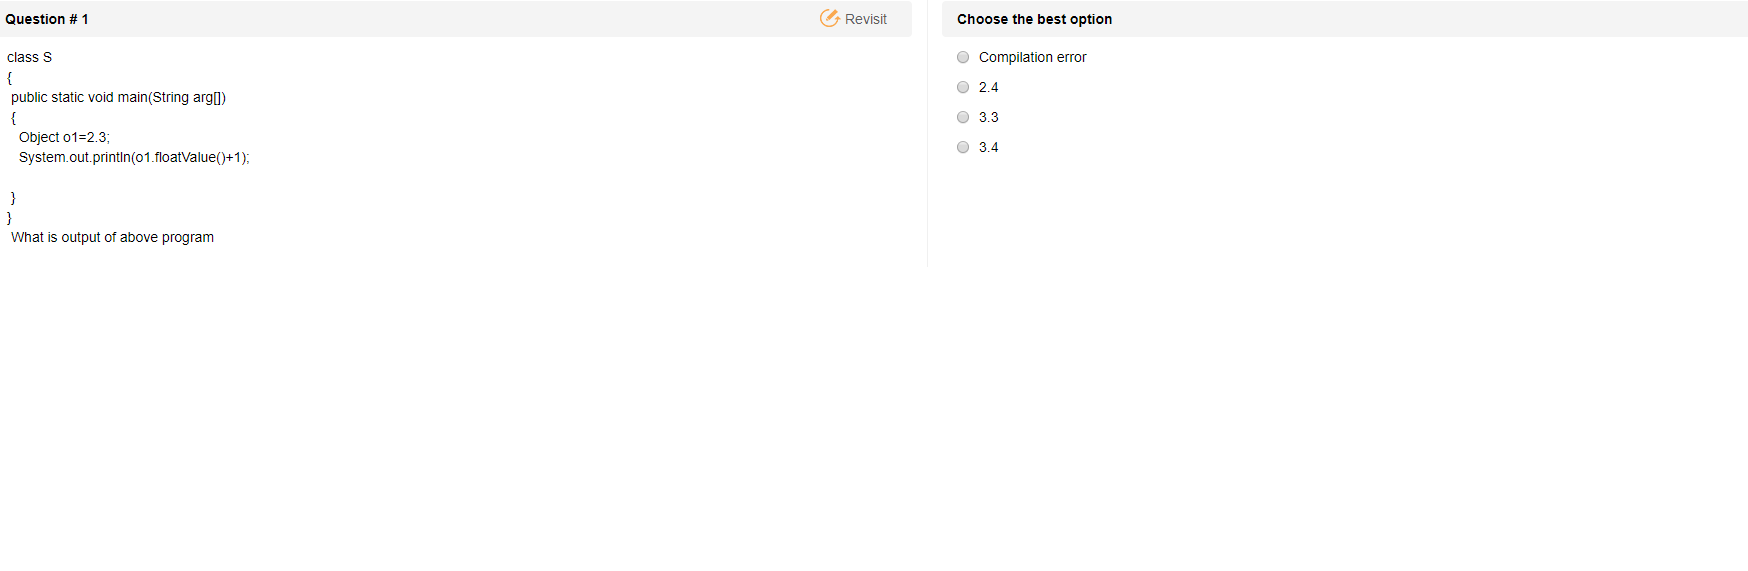 Question # 1
Revisit
class S
{
public static void main(String arg[])
{
Object o1=2.3;
System.out.println(o1.floatValue()+1);
}
}
What is output of above program
Choose the best option
Compilation error
2.4
3.3
3.4